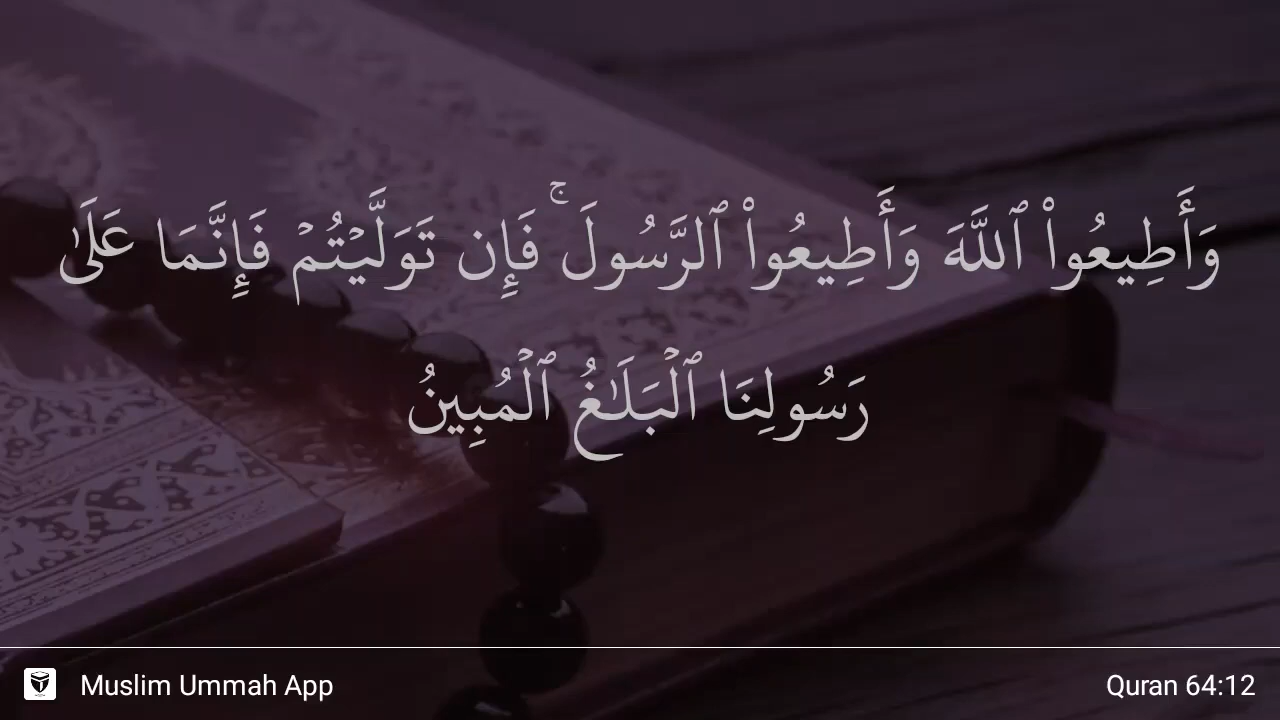 وَأَطِيعُوا۟ ٱللَّهَ وَأَطِيعُوا۟ ٱلرَّسُولَ ۚ فَإِن تَوَلَّيْتُمْ فَإِنَّمَا عَلَىٰ
رَسُولِنَا ٱلْبَلَـٰغُ ٱلْمُبِينُ
Muslim Ummah App
Quran 64:12